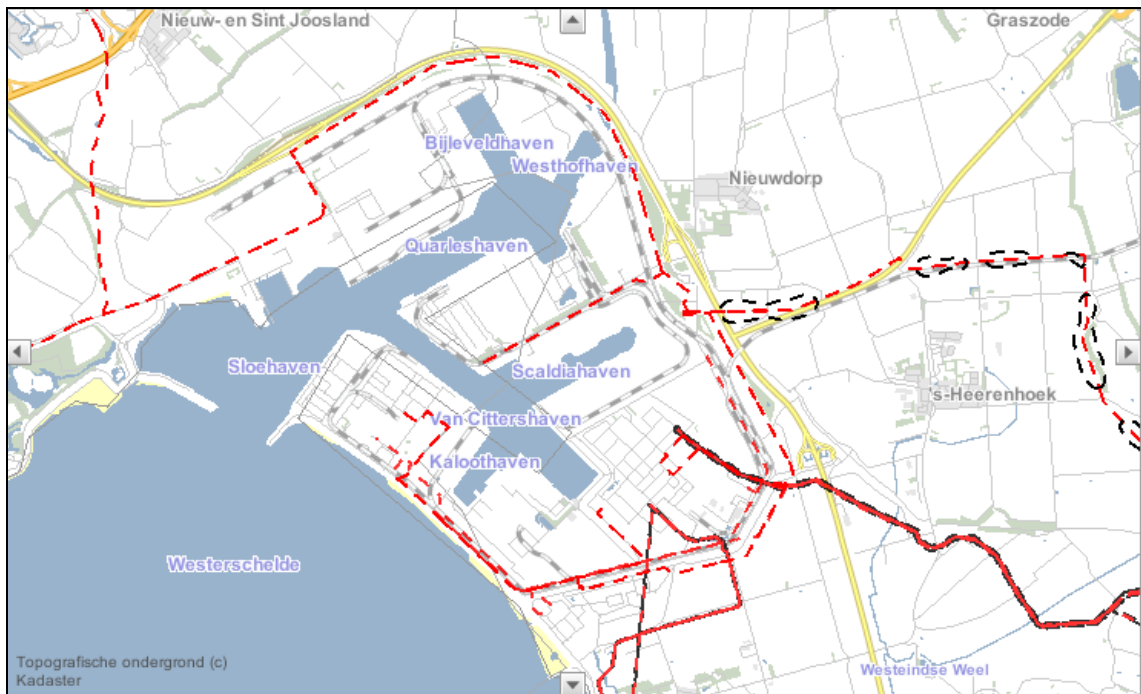 Nieuw- en Sint Joosland
Graszode
Bijleveldhaven
Westhofhaven
Nieuwdorp
Quarleshaven
Sloehaven
Scaldiahaven
's-Heerenhoek
Van Cittershaven
Kaloothaven
Westerschelde
Topografische ondergrond (c)
Kadaster
Westeindse Weel